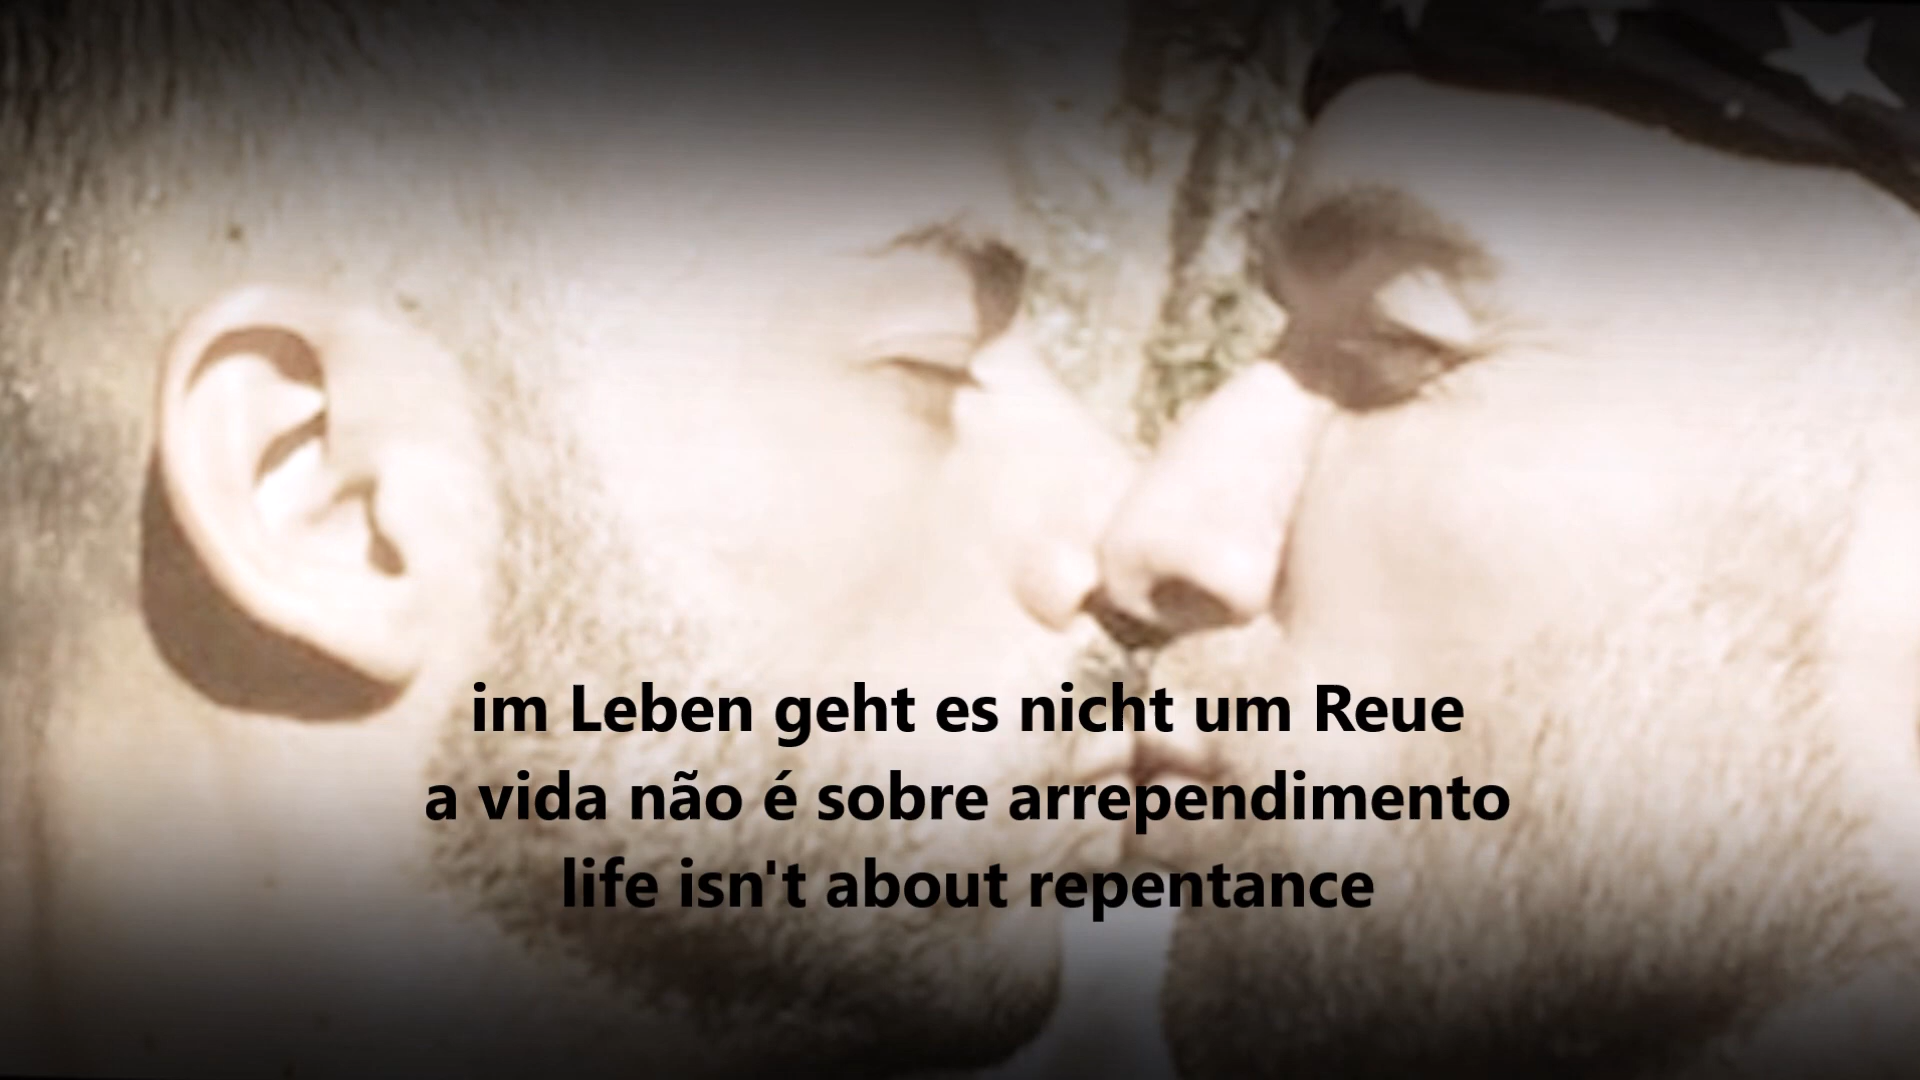 im Leben geht es nicht um Reue
a vida não é sobre arrependimento
life isn't about repentance